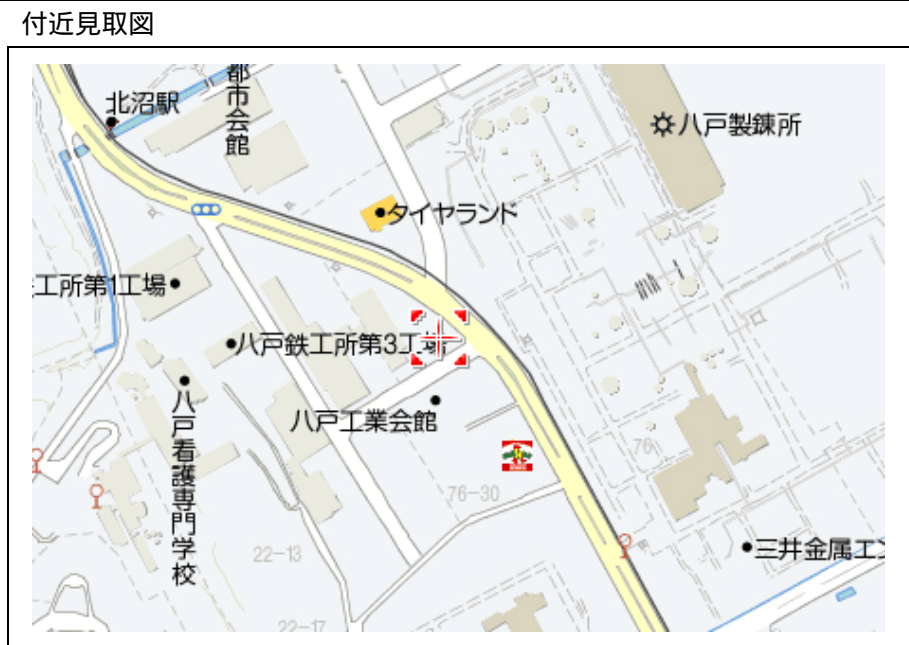 付近見取図
都市会館
北沼駅
八戸製錬所
タイヤランド
工所第1工場
八戸鉄工所第3工場
八戸工業会館
八戸看護専門学校
76
76-30
22-13
三井金属エン
22-17